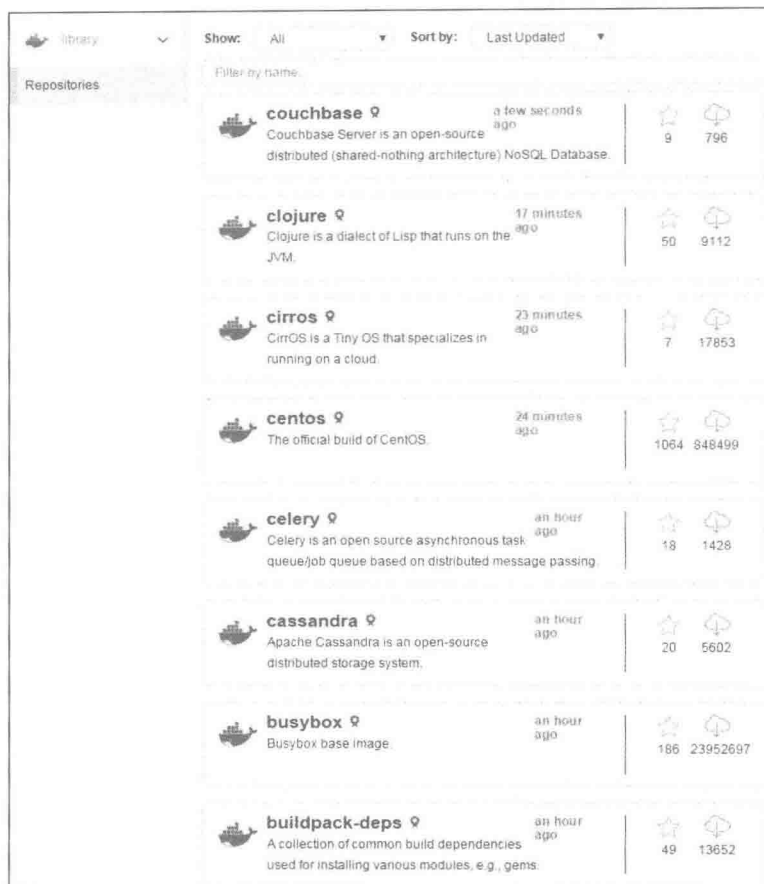 library
Show: All Sort by: Last Updated
Repositories
Filter by name.
couchbase a few seconds ago
Couchbase Server is an open-source
distributed (shared-nothing architecture) NoSQL Database.
9 796
clojure 17 minutes ago
Clojure is a dialect of Lisp that runs on the
JVM.
50 9112
cirros 23 minutes ago
CirrOS is a Tiny OS that specializes in
running on a cloud.
7 17853
centos 24 minutes ago
The official build of CentOS.
1064 848499
celery an hour ago
Celery is an open source asynchronous task
queue/job queue based on distributed message passing.
18 1428
cassandra an hour ago
Apache Cassandra is an open-source
distributed storage system.
20 5602
busybox an hour ago
Busybox base image.
186 23952697
buildpack-deps an hour ago
A collection of common build dependencies
used for installing various modules, e.g., gems.
49 13652